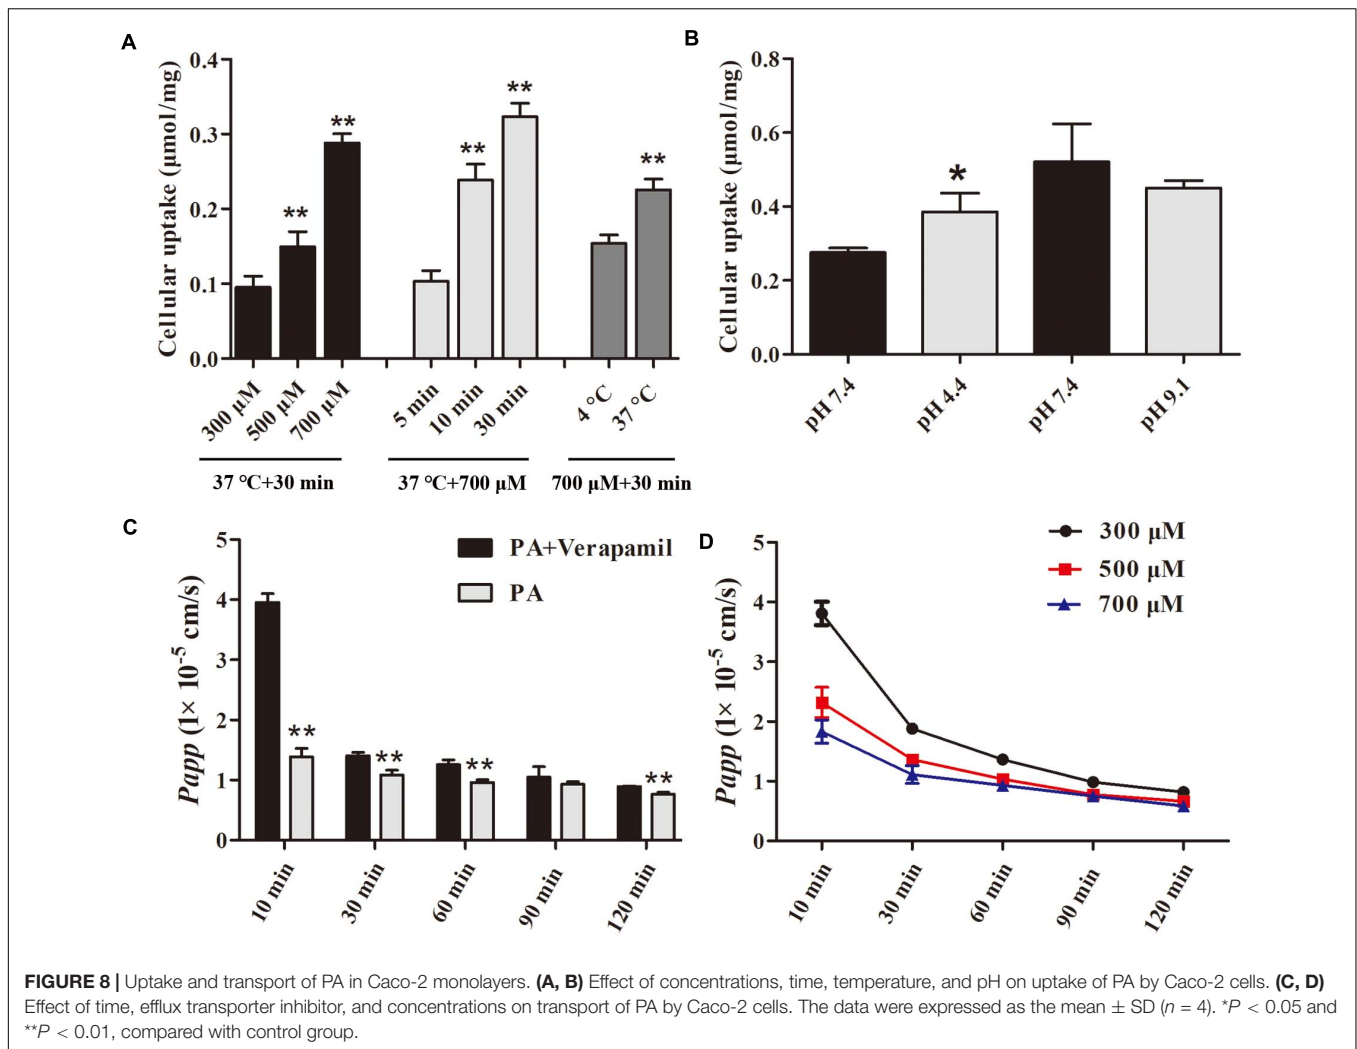 A
Cellular uptake (μmol/mg)
0.4
0.3
0.2
0.1
0.0
**
**
**
**
**
300 μM
500 μM
700 μM
5 min
10 min
30 min
4 °C
37 °C
37 °C+30 min
37 °C+700 μM
700 μM+30 min
B
Cellular uptake (μmol/mg)
0.8
0.6
0.4
0.2
0.0
*
pH 7.4
pH 4.4
pH 7.4
pH 9.1
C
Papp (1× 10⁻⁵ cm/s)
5
4
3
2
1
0
PA+Verapamil
PA
**
**
**
**
10 min
30 min
60 min
90 min
120 min
D
Papp (1× 10⁻⁵ cm/s)
5
4
3
2
1
0
300 μM
500 μM
700 μM
10 min
30 min
60 min
90 min
120 min
FIGURE 8 | Uptake and transport of PA in Caco-2 monolayers. (A, B) Effect of concentrations, time, temperature, and pH on uptake of PA by Caco-2 cells. (C, D)
Effect of time, efflux transporter inhibitor, and concentrations on transport of PA by Caco-2 cells. The data were expressed as the mean ± SD (n = 4). *P < 0.05 and
**P < 0.01, compared with control group.